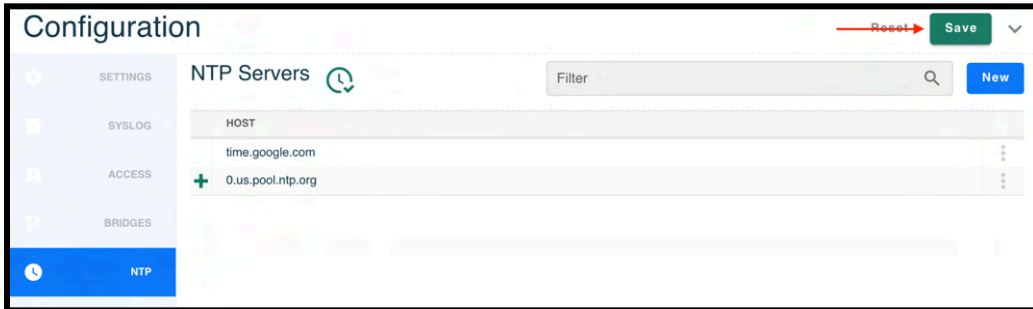 Configuration
Reset
Save
SETTINGS
NTP Servers
Filter
New
SYSLOG
HOST
time.google.com
ACCESS
0.us.pool.ntp.org
BRIDGES
NTP